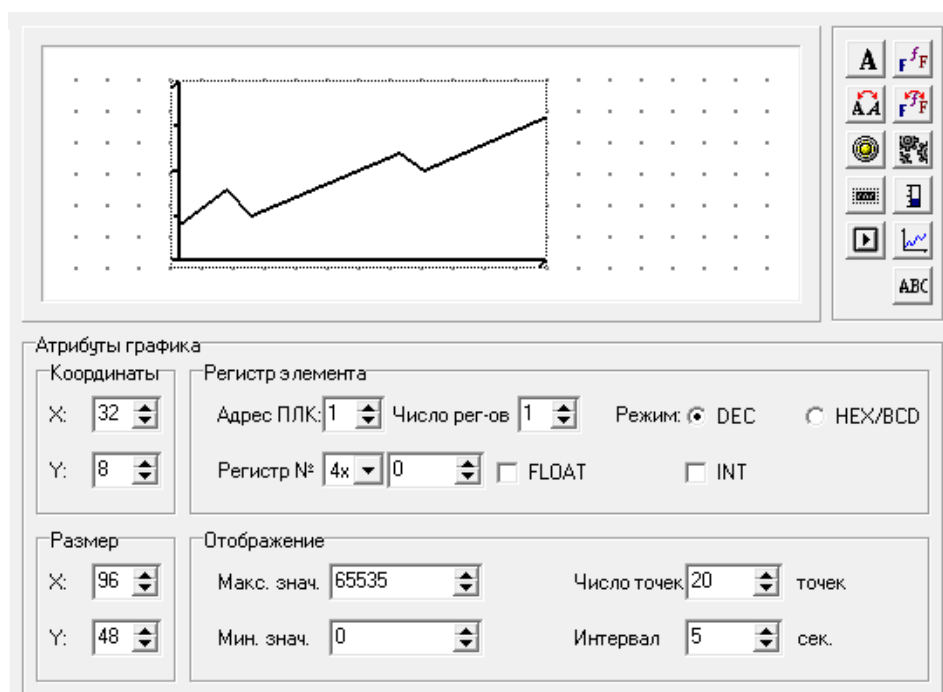 A
F f F
A A
F f F
ABC
Атрибуты графика
Координаты
X: 32
Y: 8
Регистр элемента
Адрес ПЛК: 1 Число рег-ов 1 Режим: DEC HEX/BCD
Регистр № 4x 0 FLOAT INT
Размер
X: 96
Y: 48
Отображение
Макс. знач. 65535 Число точек 20 точек
Мин. знач. 0 Интервал 5 сек.